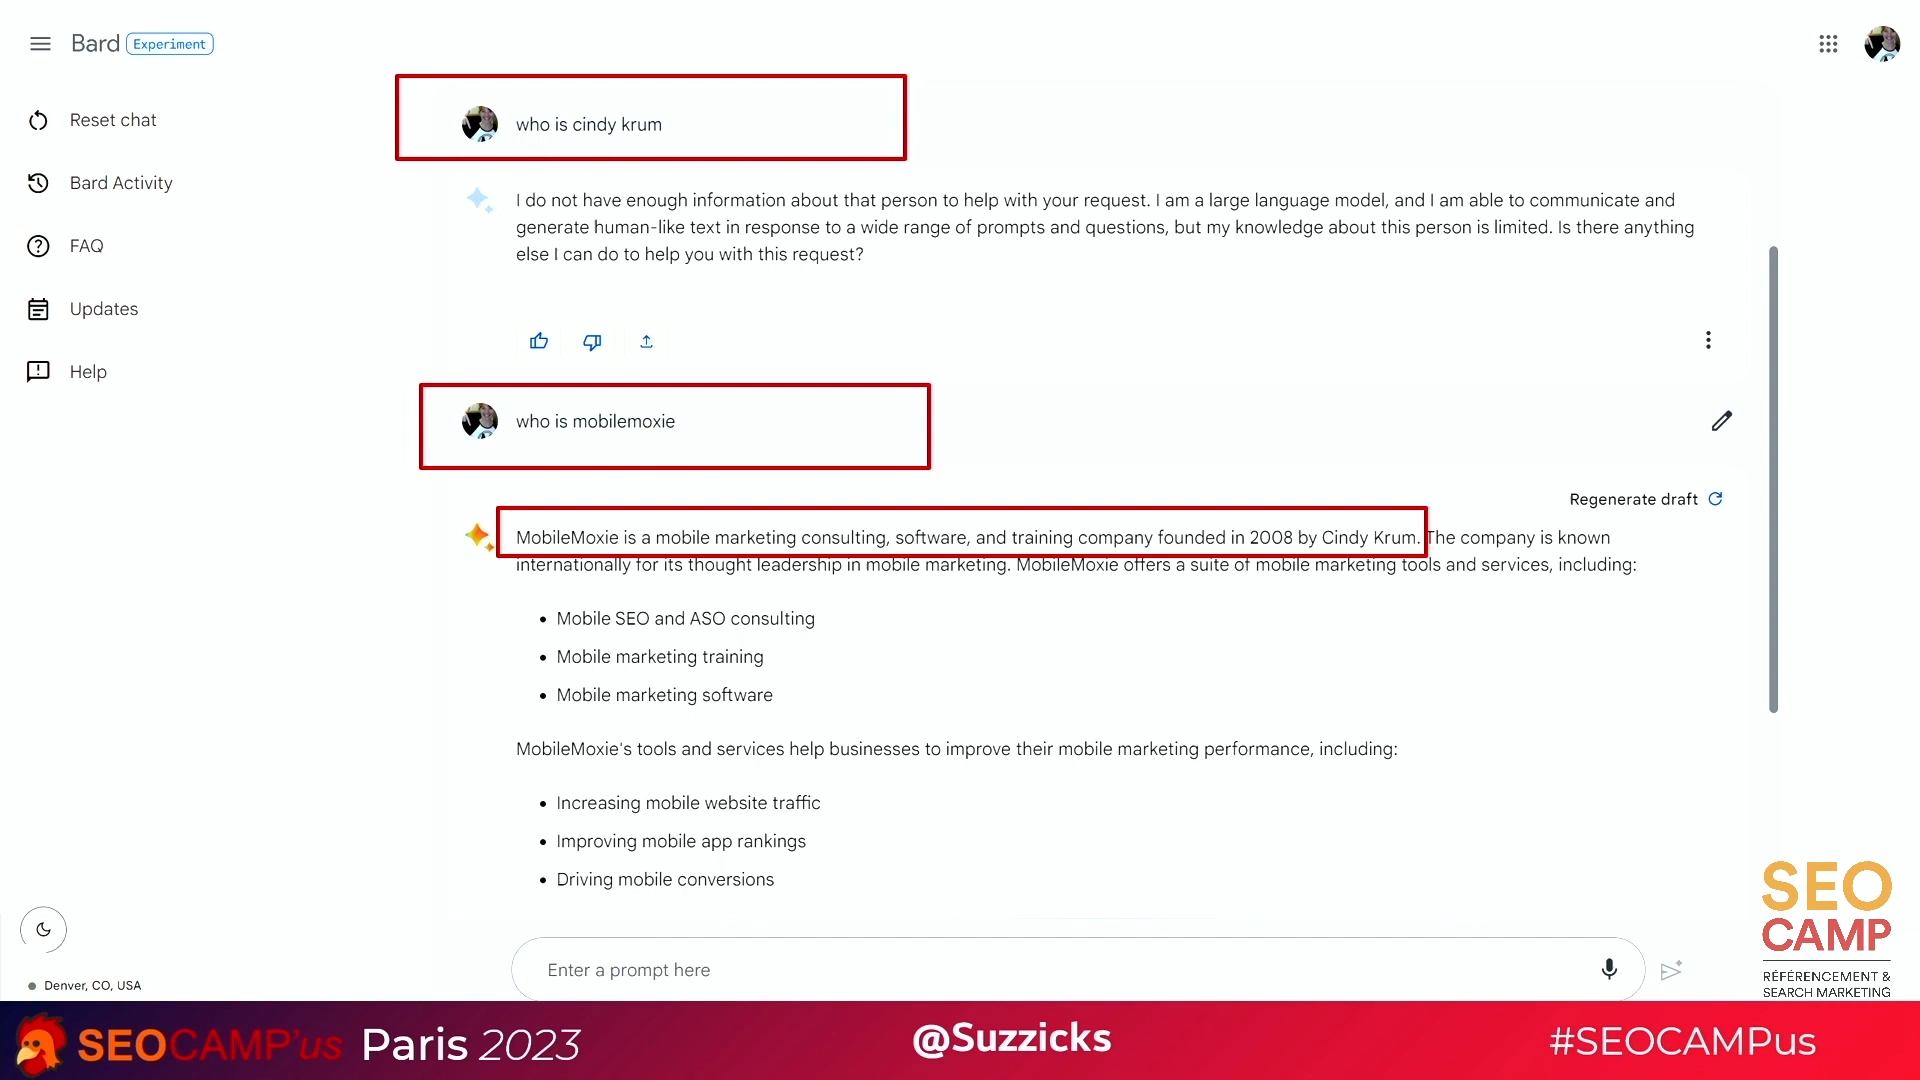 Bard Experiment
Reset chat
Bard Activity
FAQ
Updates
Help
who is cindy krum
I do not have enough information about that person to help with your request. I am a large language model, and I am able to communicate and
generate human-like text in response to a wide range of prompts and questions, but my knowledge about this person is limited. Is there anything
else I can do to help you with this request?
who is mobilemoxie
Regenerate draft
MobileMoxie is a mobile marketing consulting, software, and training company founded in 2008 by Cindy Krum. The company is known
internationally for its thought leadership in mobile marketing. MobileMoxie offers a suite of mobile marketing tools and services, including:
• Mobile SEO and ASO consulting
• Mobile marketing training
• Mobile marketing software
MobileMoxie's tools and services help businesses to improve their mobile marketing performance, including:
• Increasing mobile website traffic
• Improving mobile app rankings
• Driving mobile conversions
Enter a prompt here
Denver, CO, USA
SEO
CAMP
RÉFÉRENCEMENT &
SEARCH MARKETING
SEOCAMP'us Paris 2023
@Suzzicks
#SEOCAMPus